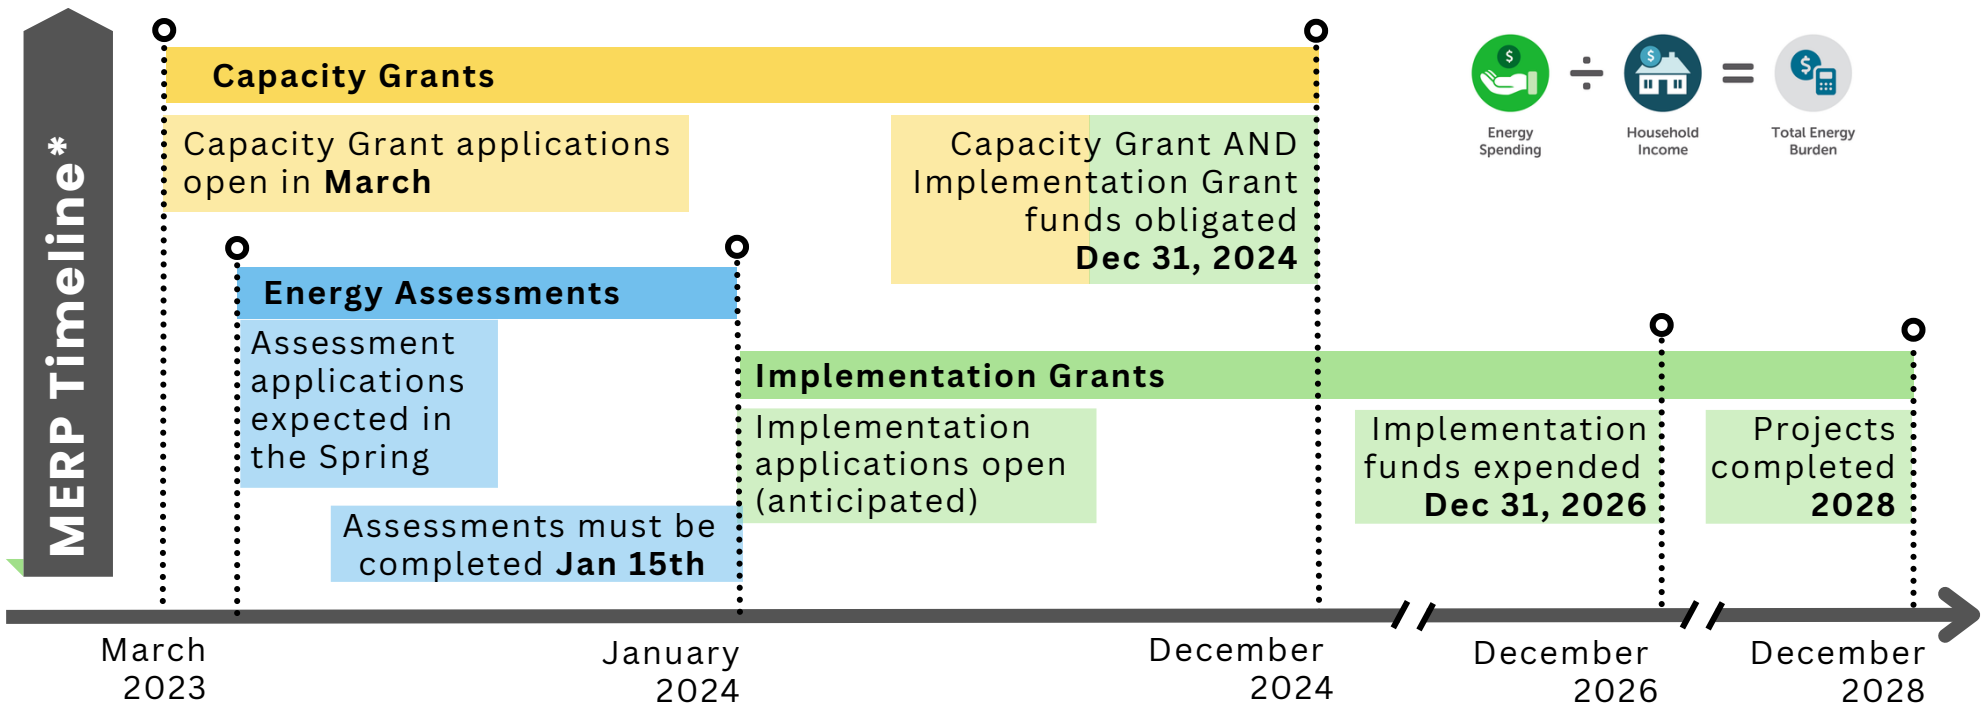 MERP Timeline*
Capacity Grants
Capacity Grant applications
open in March
Capacity Grant AND
Implementation Grant
funds obligated
Dec 31, 2024
$
÷
$
=
$
Energy
Spending
Household
Income
Total Energy
Burden
Energy Assessments
Assessment
applications
expected in
the Spring
Assessments must be
completed Jan 15th
Implementation Grants
Implementation
applications open
(anticipated)
Implementation
funds expended
Dec 31, 2026
Projects
completed
2028
March
2023
January
2024
December
2024
December
2026
December
2028